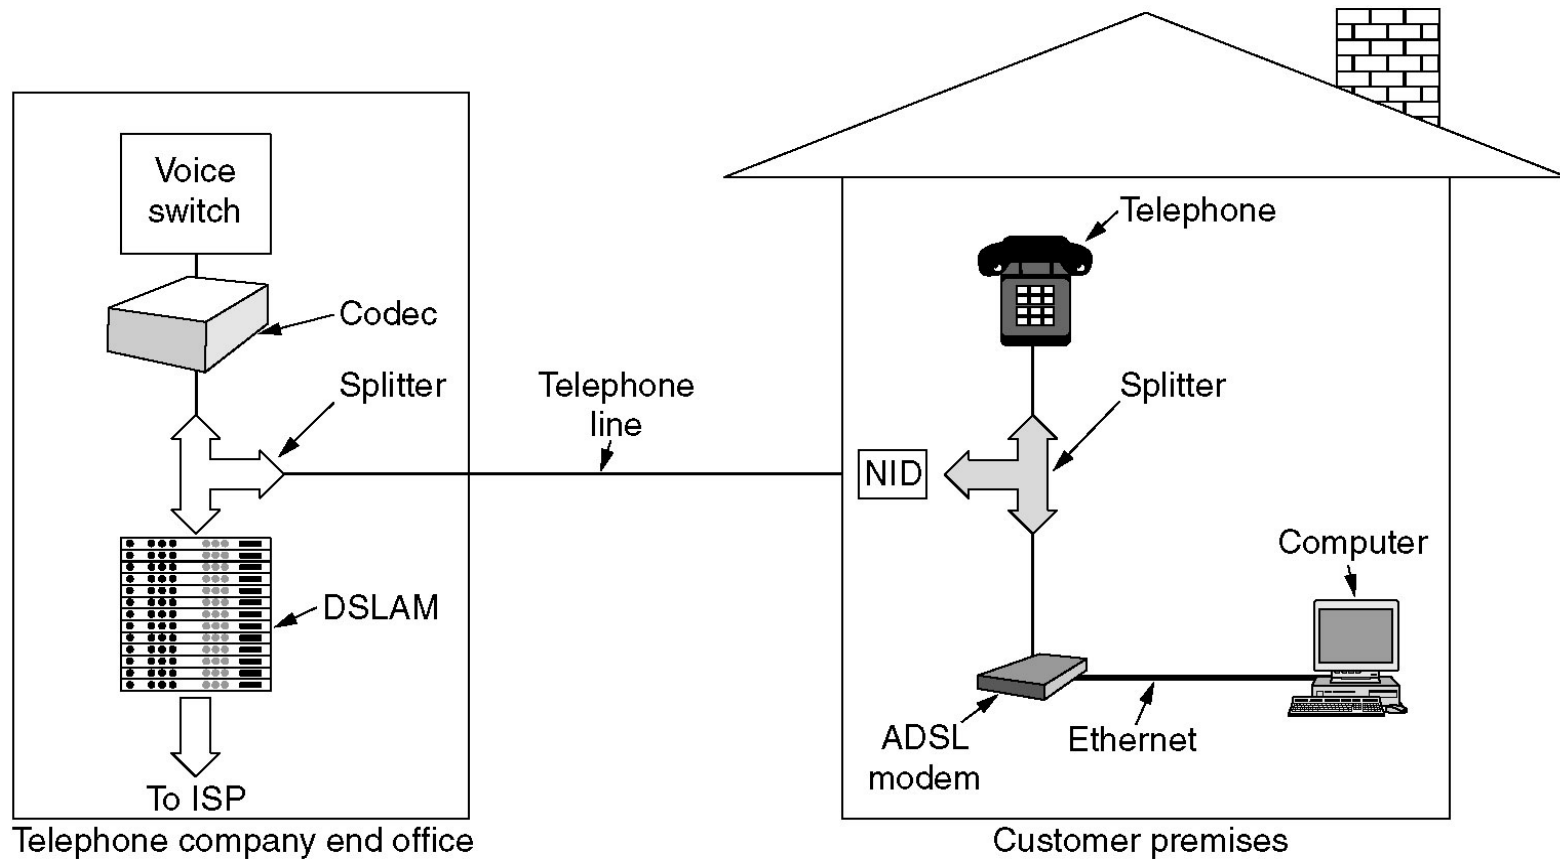 Voice
switch
Codec
Splitter
DSLAM
To ISP
Telephone company end office
Telephone
line
Telephone
Splitter
NID
Computer
ADSL
modem
Ethernet
Customer premises